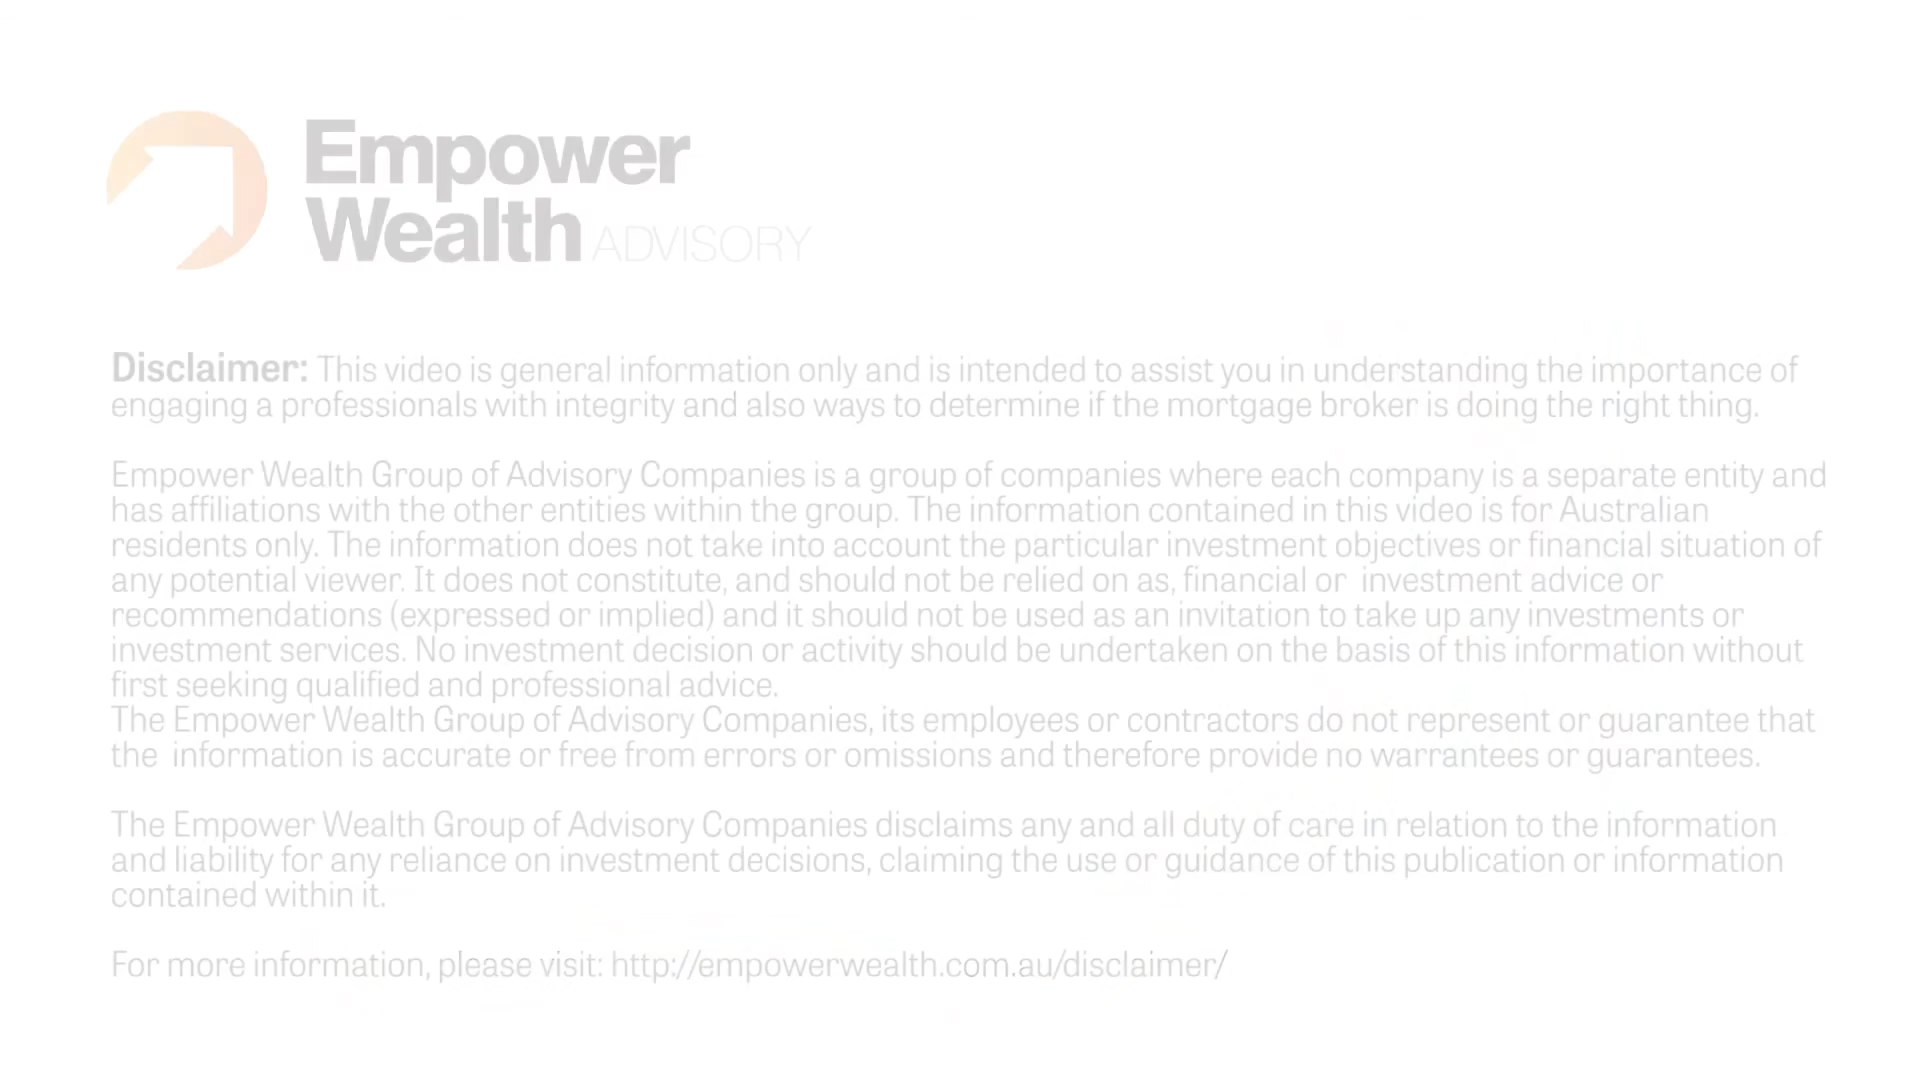 Empower
Wealth ADVISORY
Disclaimer: This video is general information only and is intended to assist you in understanding the importance of
engaging a professionals with integrity and also ways to determine if the mortgage broker is doing the right thing.
Empower Wealth Group of Advisory Companies is a group of companies where each company is a separate entity and
has affiliations with the other entities within the group. The information contained in this video is for Australian
residents only. The information does not take into account the particular investment objectives or financial situation of
any potential viewer. It does not constitute, and should not be relied on as, financial or investment advice or
recommendations (expressed or implied) and it should not be used as an invitation to take up any investments or
investment services. No investment decision or activity should be undertaken on the basis of this information without
first seeking qualified and professional advice.
The Empower Wealth Group of Advisory Companies, its employees or contractors do not represent or guarantee that
the information is accurate or free from errors or omissions and therefore provide no warrantees or guarantees.
The Empower Wealth Group of Advisory Companies disclaims any and all duty of care in relation to the information
and liability for any reliance on investment decisions, claiming the use or guidance of this publication or information
contained within it.
For more information, please visit: http://empowerwealth.com.au/disclaimer/